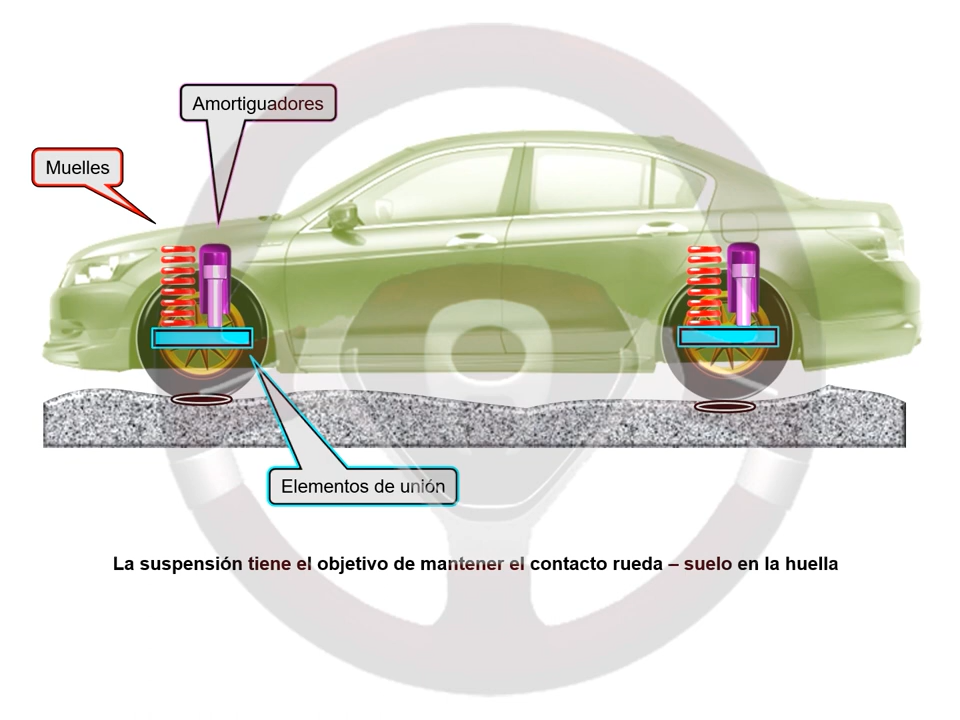 Amortiguadores
Muelles
Elementos de unión
La suspensión tiene el objetivo de mantener el contacto rueda – suelo en la huella